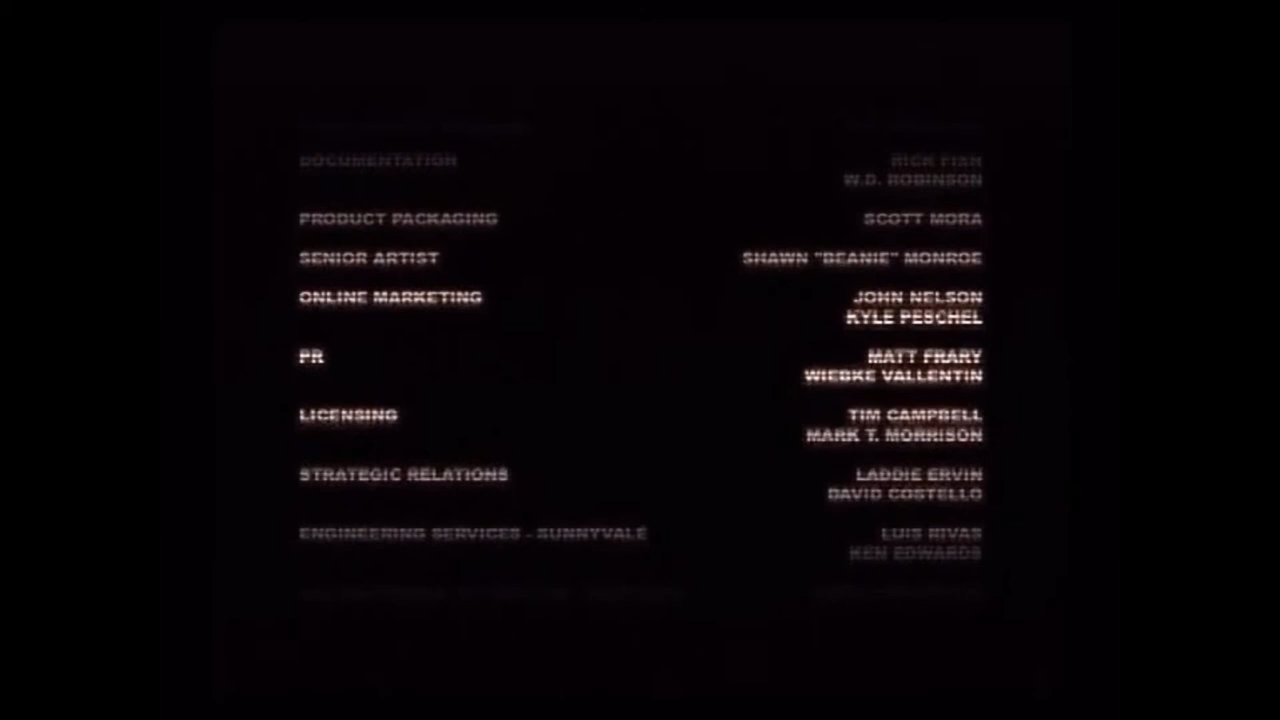 DOCUMENTATION RICK FISH
W.D. ROBINSON
PRODUCT PACKAGING SCOTT MORA
SENIOR ARTIST SHAWN "BEANIE" MONROE
ONLINE MARKETING JOHN NELSON
KYLE PESCHEL
PR MATT FRARY
WIEBKE VALLENTIN
LICENSING TIM CAMPBELL
MARK T. MORRISON
STRATEGIC RELATIONS LADDIE ERVIN
DAVID COSTELLO
ENGINEERING SERVICES - SUNNYVALE LUIS RIVAS
KEN EDWARDS